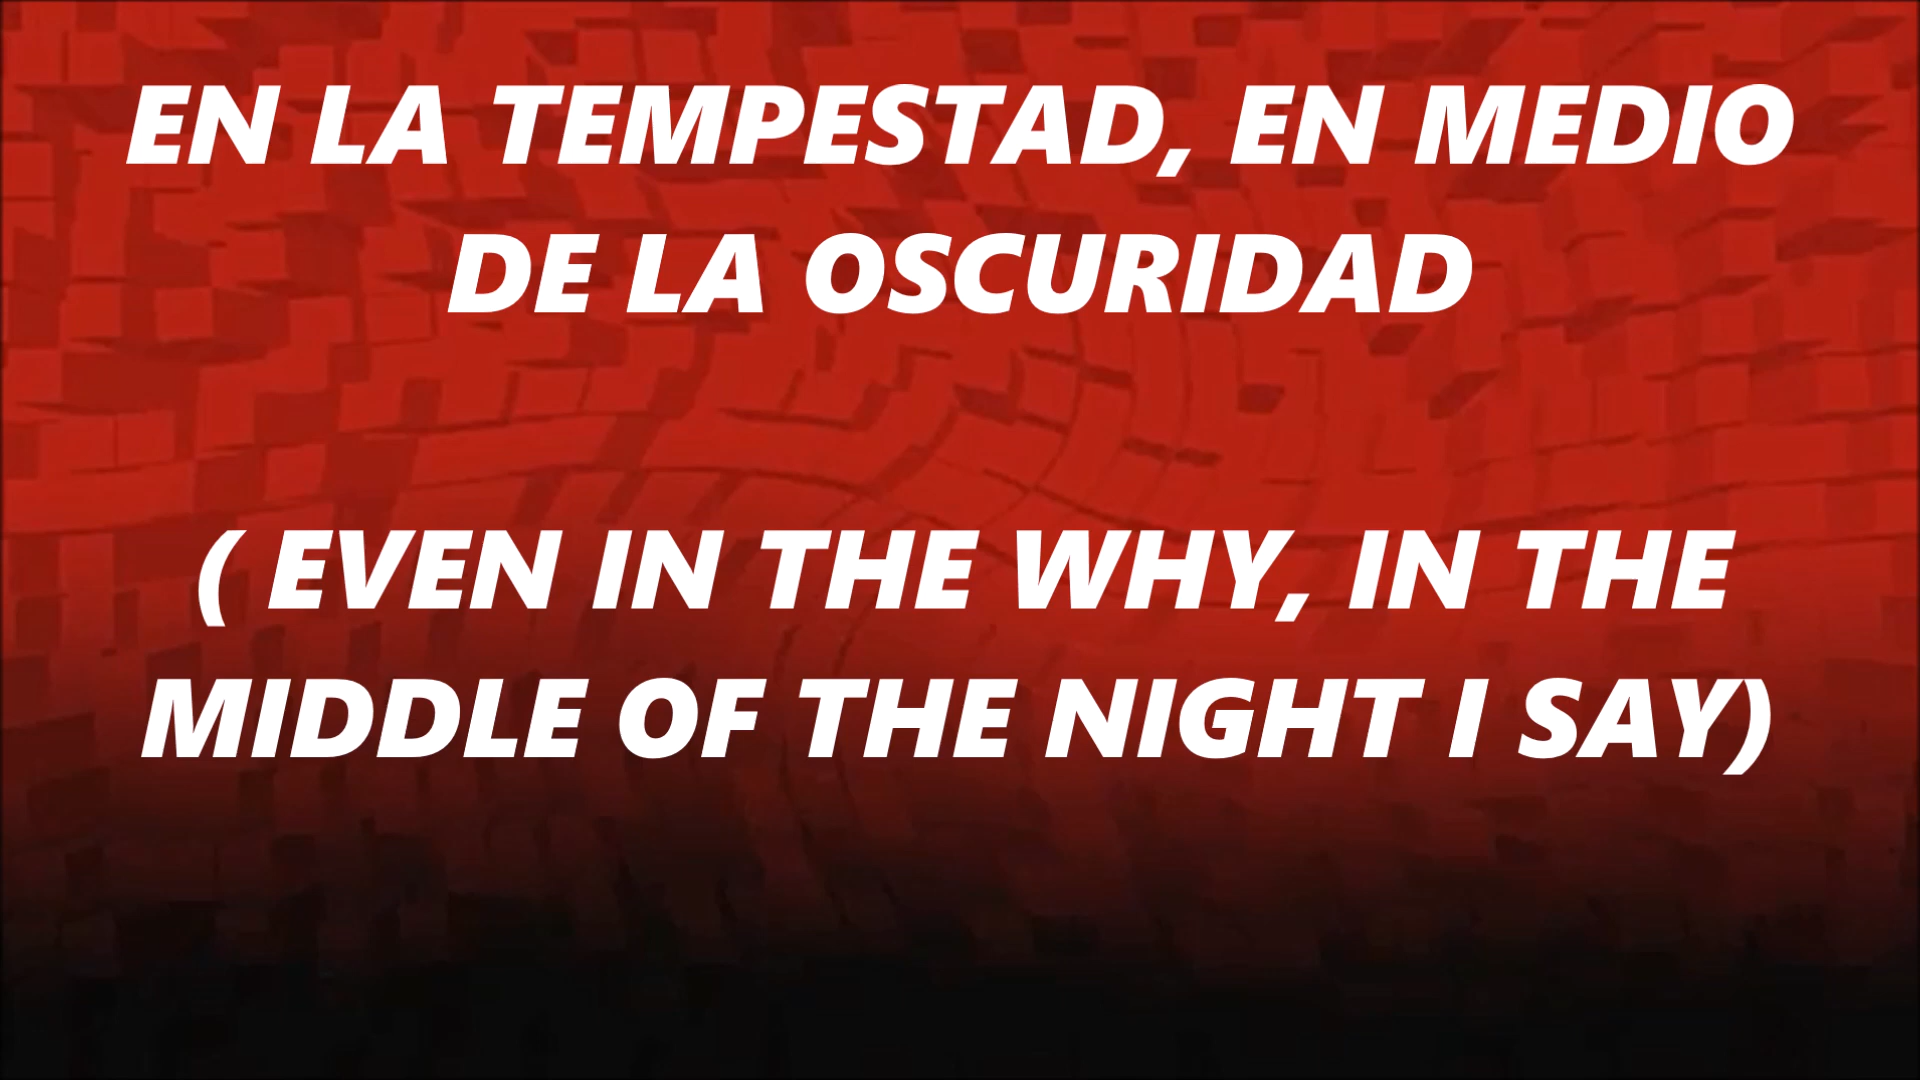 EN LA TEMPESTAD, EN MEDIO
DE LA OSCURIDAD
( EVEN IN THE WHY, IN THE
MIDDLE OF THE NIGHT I SAY)